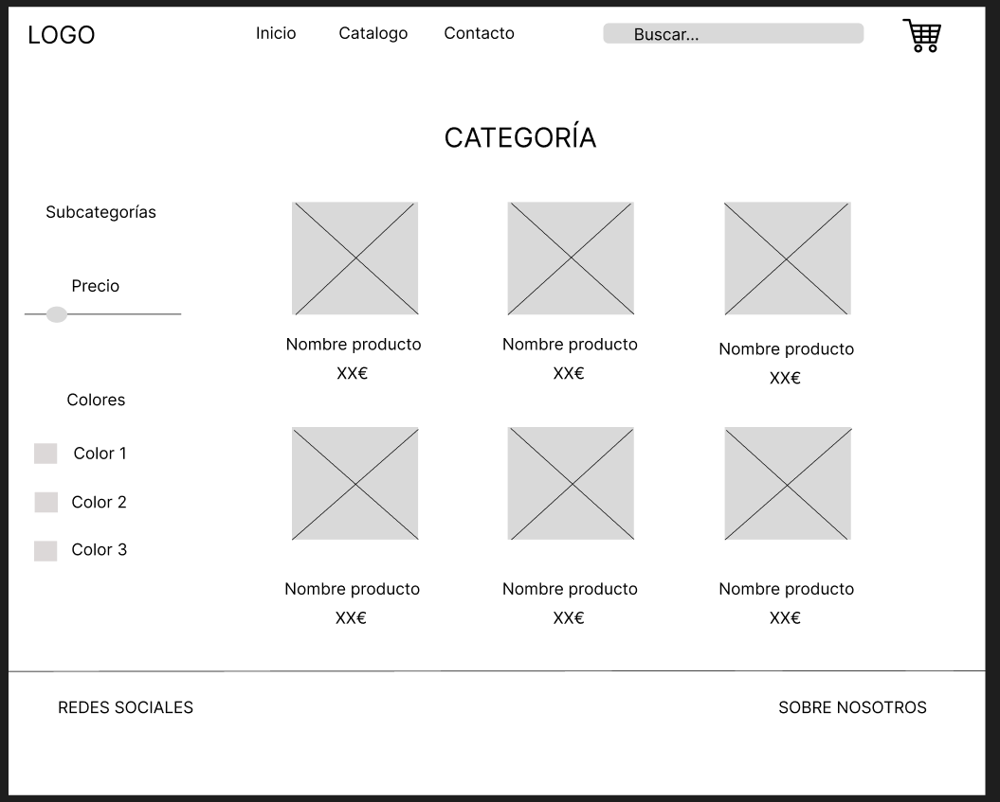 LOGO
Inicio
Catalogo
Contacto
Buscar...
CATEGORÍA
Subcategorías
Precio
Colores
Color 1
Color 2
Color 3
Nombre producto
XX€
Nombre producto
XX€
Nombre producto
XX€
Nombre producto
XX€
Nombre producto
XX€
Nombre producto
XX€
REDES SOCIALES
SOBRE NOSOTROS